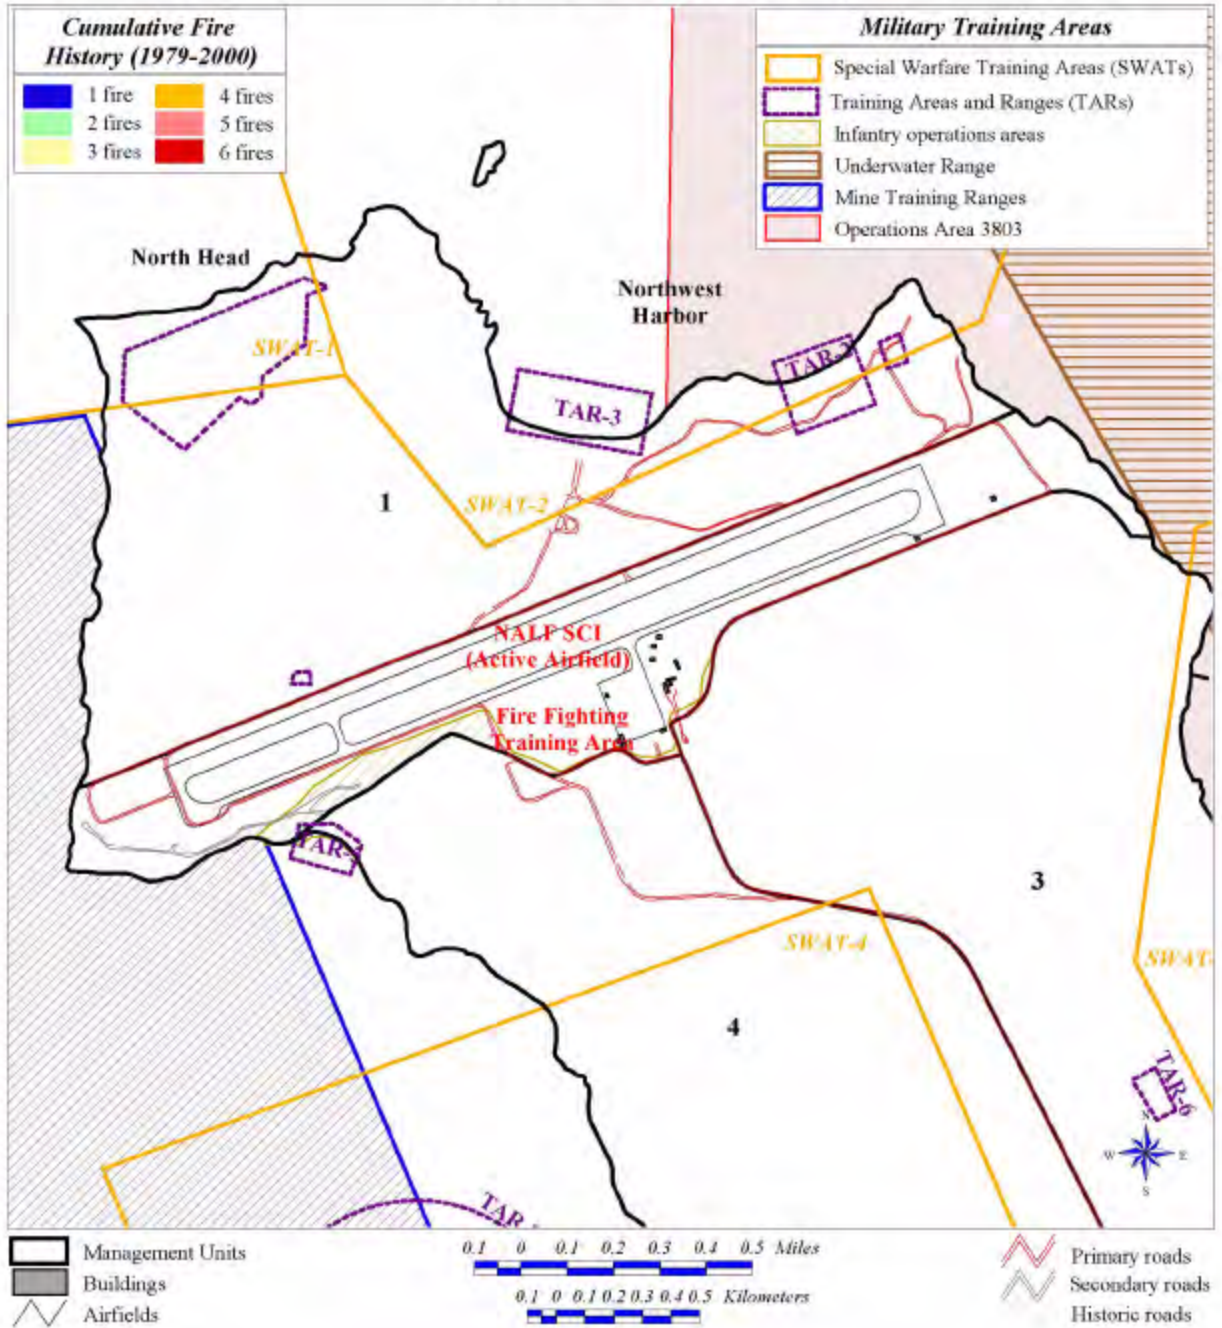 Cumulative Fire
History (1979-2000)
1 fire
4 fires
2 fires
5 fires
3 fires
6 fires
Military Training Areas
Special Warfare Training Areas (SWATs)
Training Areas and Ranges (TARs)
Infantry operations areas
Underwater Range
Mine Training Ranges
Operations Area 3803
North Head
Northwest
Harbor
SWAT-1
TAR-2
TAR-3
1
SWAT-2
NALF SCI
(Active Airfield)
Fire Fighting
Training Area
TAR-
3
SWAT-4
SWAT-
4
TAR-6
N
W
E
S
TAR-
Management Units
Buildings
Airfields
0.1 0 0.1 0.2 0.3 0.4 0.5 Miles
0.1 0 0.1 0.2 0.3 0.4 0.5 Kilometers
Primary roads
Secondary roads
Historic roads